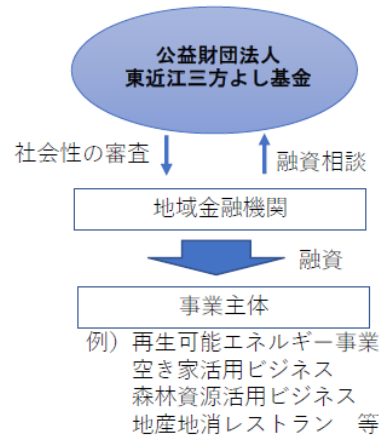 公益財団法人
東近江三方よし基金
社会性の審査
融資相談
地域金融機関
融資
事業主体
例）再生可能エネルギー事業
空き家活用ビジネス
森林資源活用ビジネス
地産地消レストラン　等